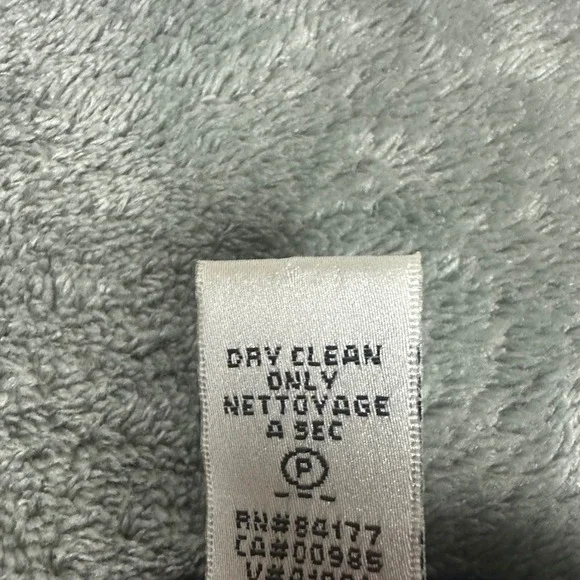 DRY CLEAN
ONLY
NETTOYAGE
A SEC
P
RN#84177
CA#00985